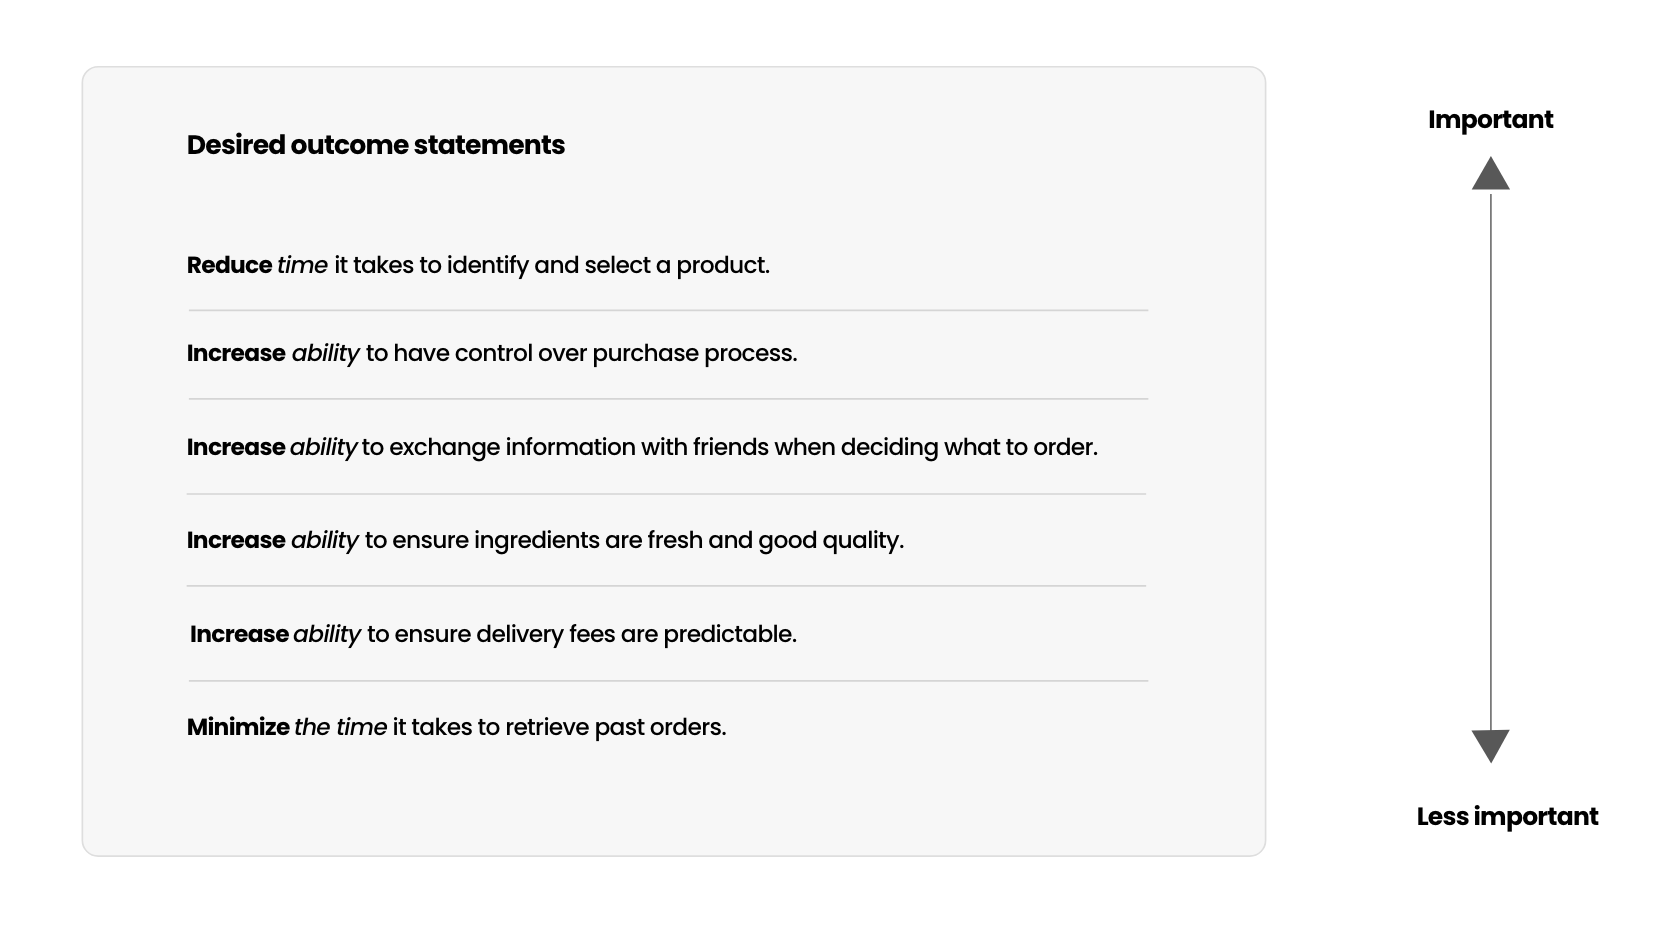 Desired outcome statements
Reduce time it takes to identify and select a product.
Increase ability to have control over purchase process.
Increase ability to exchange information with friends when deciding what to order.
Increase ability to ensure ingredients are fresh and good quality.
Increase ability to ensure delivery fees are predictable.
Minimize the time it takes to retrieve past orders.
Important
Less important